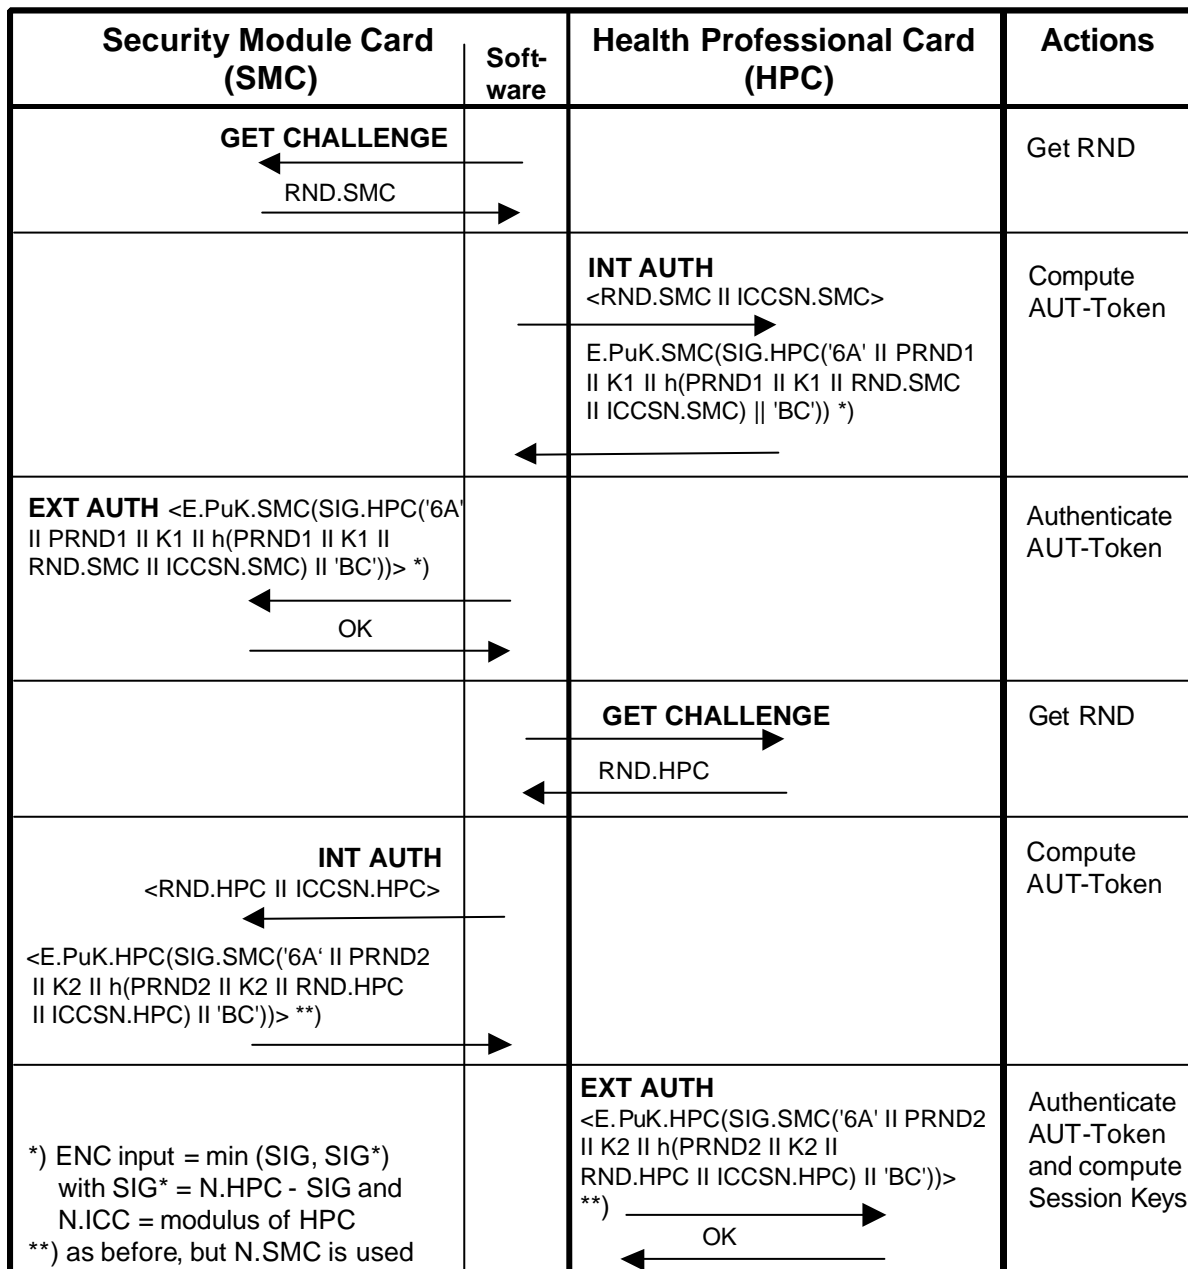 Security Module Card
(SMC)
Soft-
ware
Health Professional Card
(HPC)
Actions
GET CHALLENGE
RND.SMC
Get RND
INT AUTH
<RND.SMC II ICCSN.SMC>
E.PuK.SMC(SIG.HPC('6A' II PRND1
II K1 II h(PRND1 II K1 II RND.SMC
II ICCSN.SMC) || 'BC')) *)
Compute
AUT-Token
EXT AUTH <E.PuK.SMC(SIG.HPC('6A'
II PRND1 II K1 II h(PRND1 II K1 II
RND.SMC II ICCSN.SMC) II 'BC'))> *)
OK
Authenticate
AUT-Token
GET CHALLENGE
RND.HPC
Get RND
INT AUTH
<RND.HPC II ICCSN.HPC>
<E.PuK.HPC(SIG.SMC('6A‘ II PRND2
II K2 II h(PRND2 II K2 II RND.HPC
II ICCSN.HPC) II 'BC'))> **)
Compute
AUT-Token
*) ENC input = min (SIG, SIG*)
with SIG* = N.HPC - SIG and
N.ICC = modulus of HPC
**) as before, but N.SMC is used
EXT AUTH
<E.PuK.HPC(SIG.SMC('6A' II PRND2
II K2 II h(PRND2 II K2 II
RND.HPC II ICCSN.HPC) II 'BC'))>
**)
OK
Authenticate
AUT-Token
and compute
Session Keys